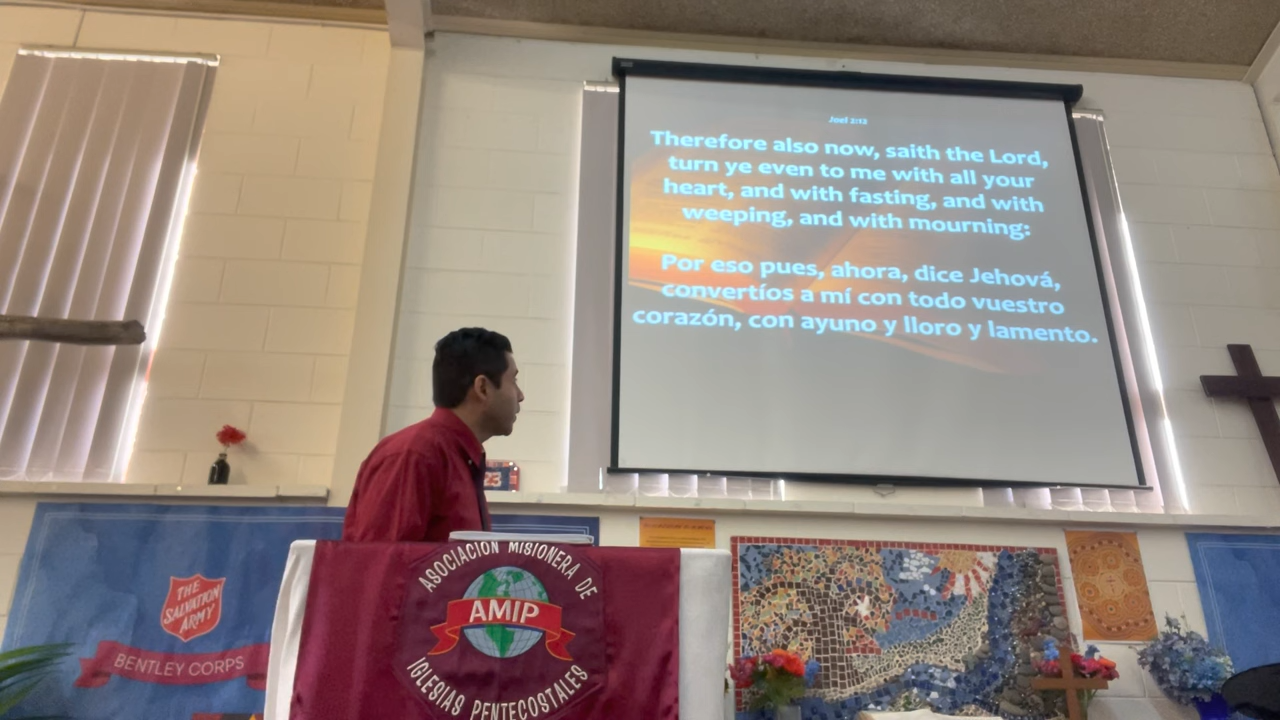 Joel 2:12
Therefore also now, saith the Lord,
turn ye even to me with all your
heart, and with fasting, and with
weeping, and with mourning:
Por eso pues, ahora, dice Jehová,
convertíos a mí con todo vuestro
corazón, con ayuno y lloro y lamento.
23
THE
SALVATION
ARMY
BENTLEY CORPS
ASOCIACION MISIONERA DE
AMIP
IGLESIAS PENTECOSTALES